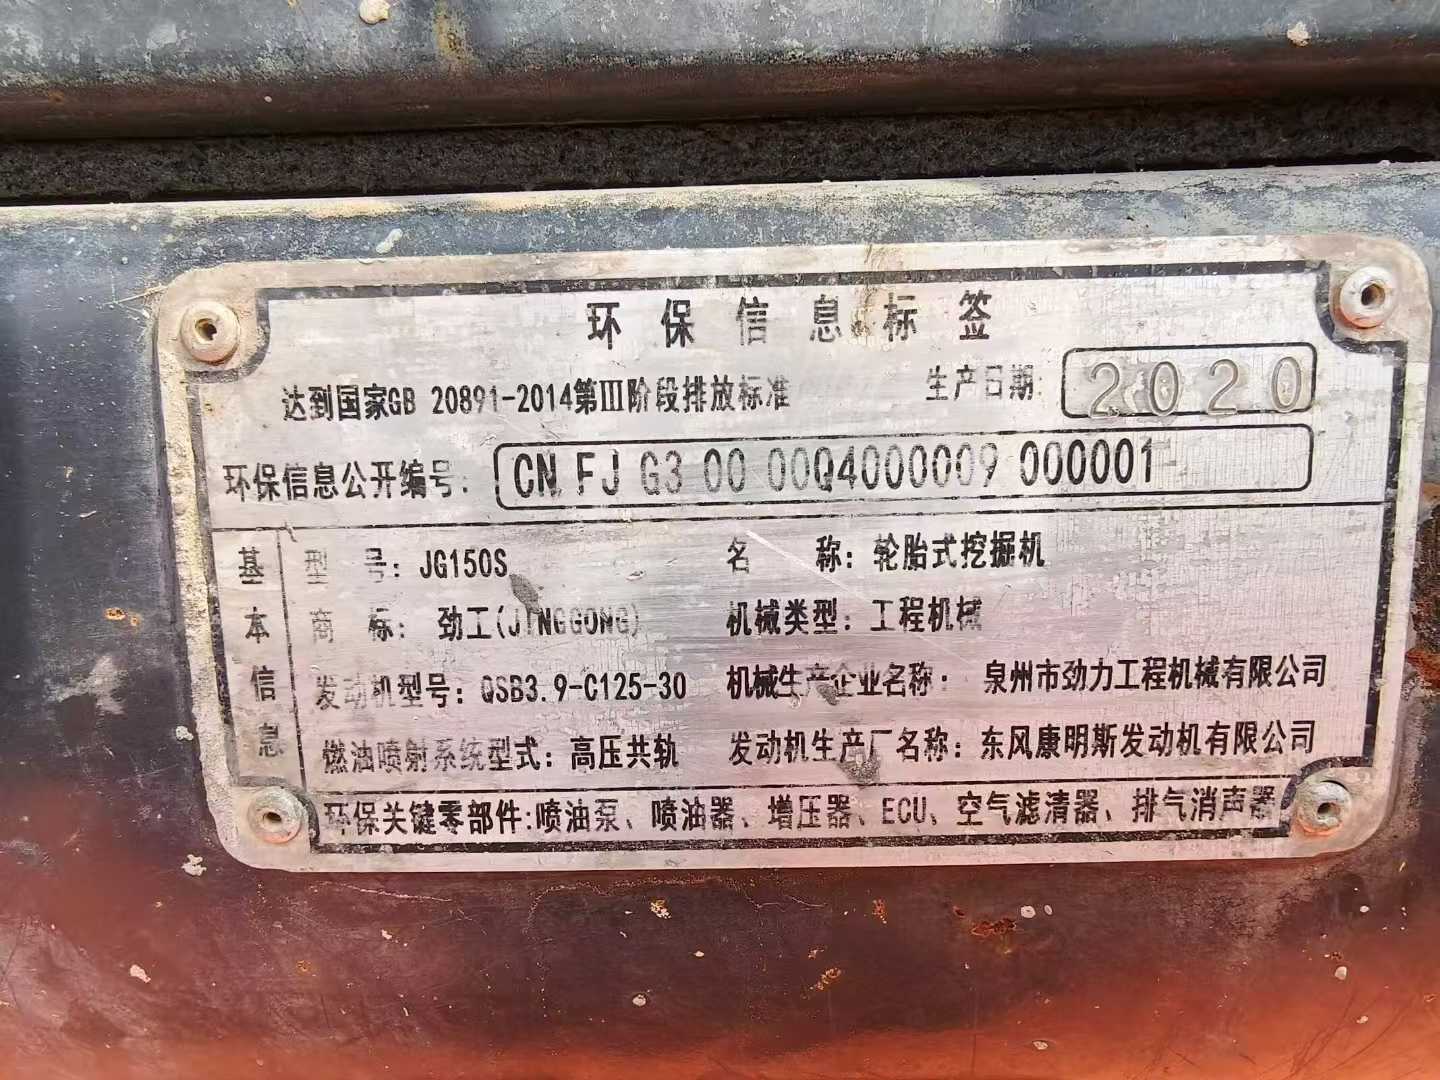 环保信息标签
达到国家GB 20891-2014第Ⅲ阶段排放标准 生产日期: 2020
环保信息公开编号: CN FJ G3 00 00Q4000009 000001
基本信息
型 号: JG150S 名 称: 轮胎式挖掘机
商 标: 劲工(JINGGONG) 机械类型: 工程机械
发动机型号: QSB3.9-C125-30 机械生产企业名称: 泉州市劲力工程机械有限公司
燃油喷射系统型式: 高压共轨 发动机生产厂名称: 东风康明斯发动机有限公司
环保关键零部件:喷油泵、喷油器、增压器、ECU、空气滤清器、排气消声器